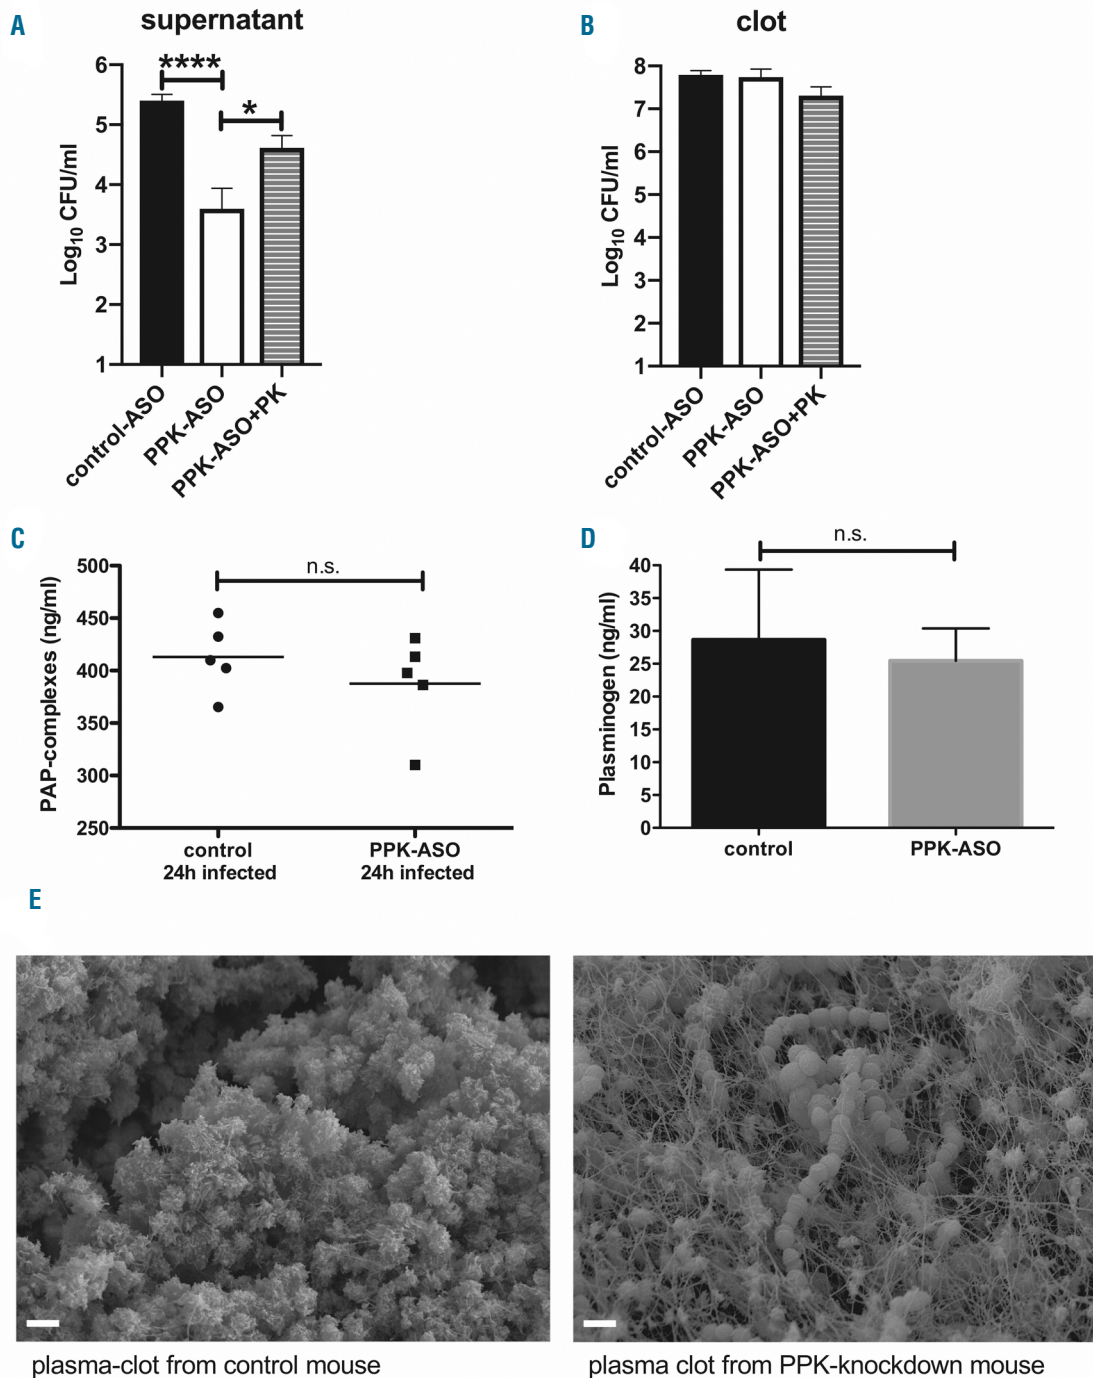 A
supernatant
****
*
6
5
4
3
2
1
Log10 CFU/ml
control-ASO
PPK-ASO
PPK-ASO+PK
B
clot
8
7
6
5
4
3
2
1
Log10 CFU/ml
control-ASO
PPK-ASO
PPK-ASO+PK
C
n.s.
500
450
400
350
300
250
PAP-complexes (ng/ml)
control
24h infected
PPK-ASO
24h infected
D
n.s.
40
35
30
25
20
15
10
5
0
Plasminogen (ng/ml)
control
PPK-ASO
E
plasma-clot from control mouse
plasma clot from PPK-knockdown mouse